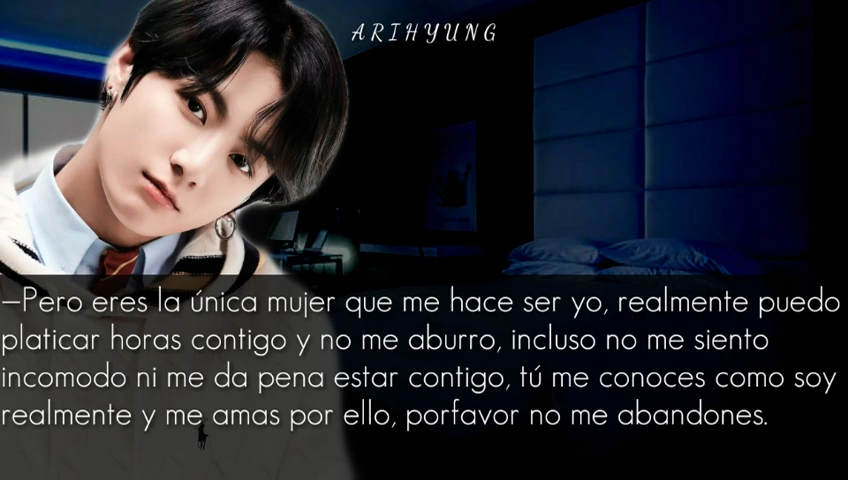 ARIHYUNG
—Pero eres la única mujer que me hace ser yo, realmente puedo
platicar horas contigo y no me aburro, incluso no me siento
incomodo ni me da pena estar contigo, tú me conoces como soy
realmente y me amas por ello, porfavor no me abandones.